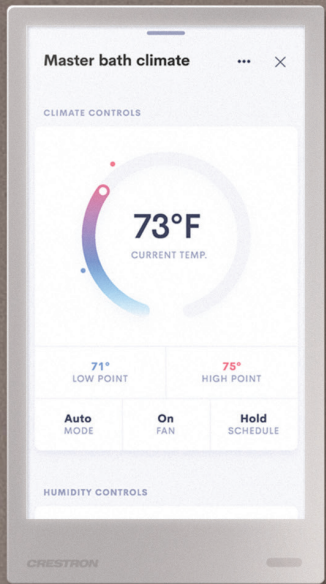 Master bath climate
CLIMATE CONTROLS
73°F
CURRENT TEMP.
71°
LOW POINT
75°
HIGH POINT
Auto
MODE
On
FAN
Hold
SCHEDULE
HUMIDITY CONTROLS
CRESTRON